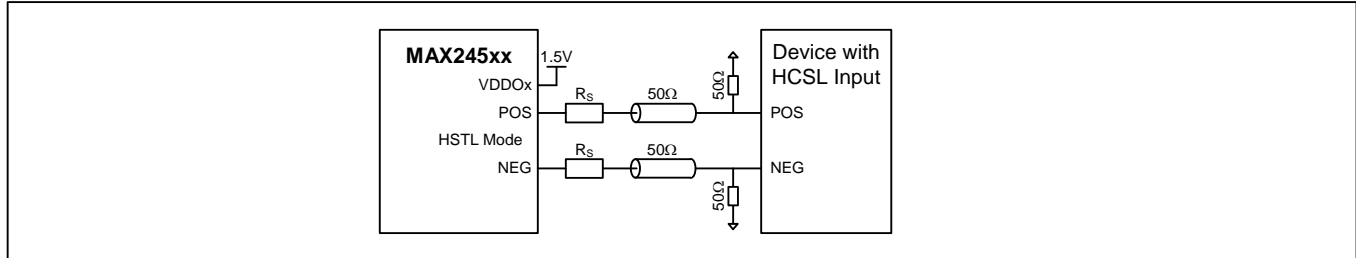 MAX245xx
1.5V
VDDOx
POS
HSTL Mode
NEG
RS
50Ω
RS
50Ω
50Ω
50Ω
Device with
HCSL Input
POS
NEG